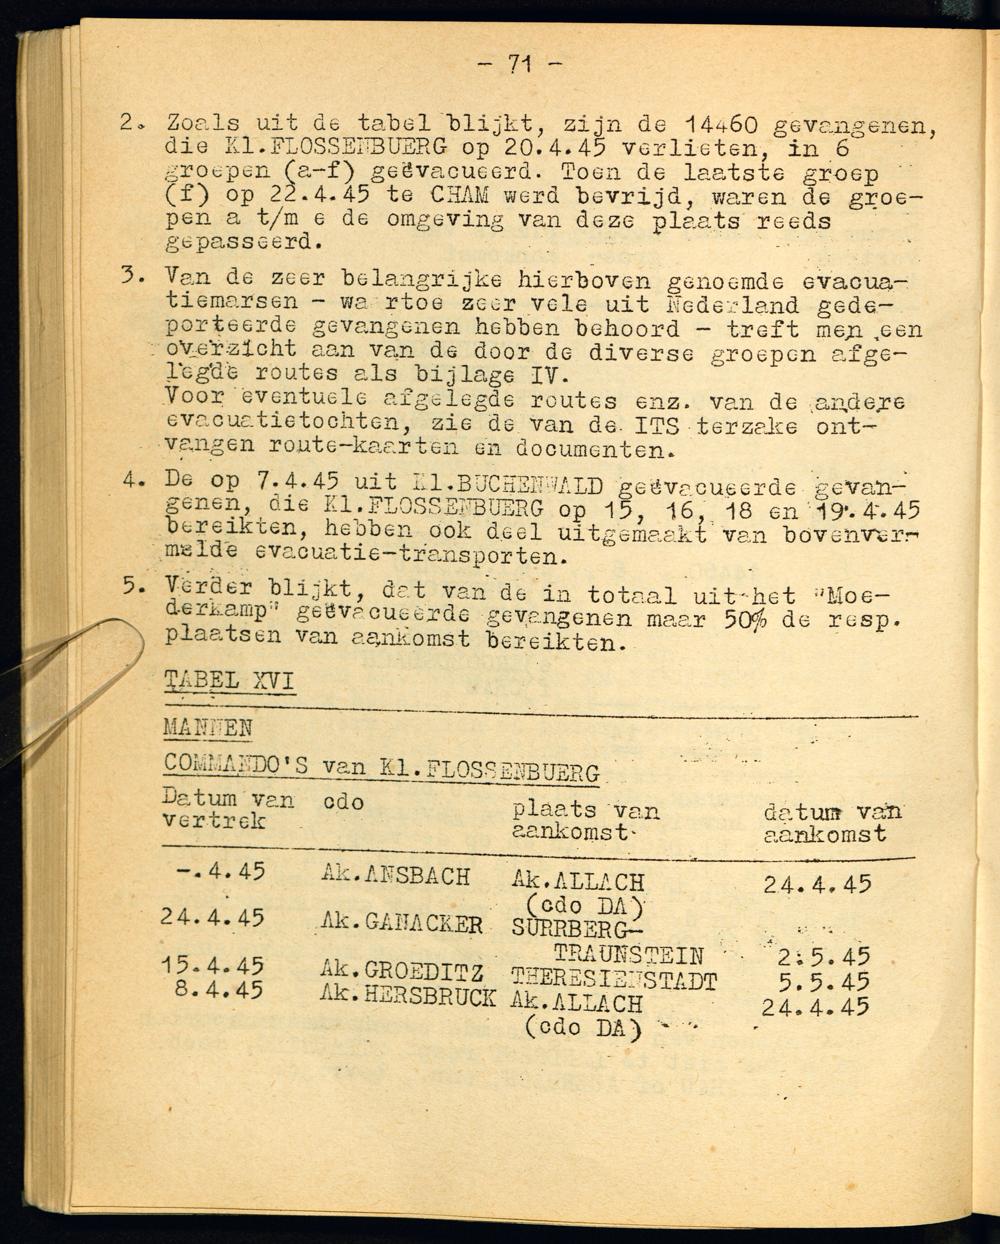 - 71 -
2. Zoals uit de tabel blijkt, zijn de 14460 gevangenen,
die Kl.FLOSSENBUERG op 20.4.45 verlieten, in 6
groepen (a-f) geëvacueerd. Toen de laatste groep
(f) op 22.4.45 te CHAM werd bevrijd, waren de groe-
pen a t/m e de omgeving van deze plaats reeds
gepasseerd.
3. Van de zeer belangrijke hierboven genoemde evacua-
tiemarsen - wa rtoe zeer vele uit Nederland gede-
porteerde gevangenen hebben behoord - treft men een
overzicht aan van de door de diverse groepen afge-
legde routes als bijlage IV.
Voor eventuele afgelegde routes enz. van de andere
evacuatietochten, zie de van de ITS terzake ont-
vangen route-kaarten en documenten.
4. De op 7.4.45 uit Kl.BUCHENWALD geëvacueerde gevan-
genen, die Kl.FLOSSENBUERG op 15, 16, 18 en 19.4.45
bereikten, hebben ook deel uitgemaakt van bovenver-
melde evacuatie-transporten.
5. Verder blijkt, dat van de in totaal uit het "Moe-
derkamp" geëvacueerde gevangenen maar 50% de resp.
plaatsen van aankomst bereikten.
TABEL XVI
MANNEN
COMMANDO'S van Kl.FLOSSENBUERG
Datum van cdo plaats van datum van
vertrek aankomst aankomst
-.4.45 Ak.ANSBACH Ak.ALLACH 24.4.45
(cdo DA)
24.4.45 Ak.GANACKER SURRBERG-
TRAUNSTEIN 2.5.45
15.4.45 Ak.GROEDITZ THERESIENSTADT 5.5.45
8.4.45 Ak.HERSBRUCK Ak.ALLACH 24.4.45
(cdo DA)